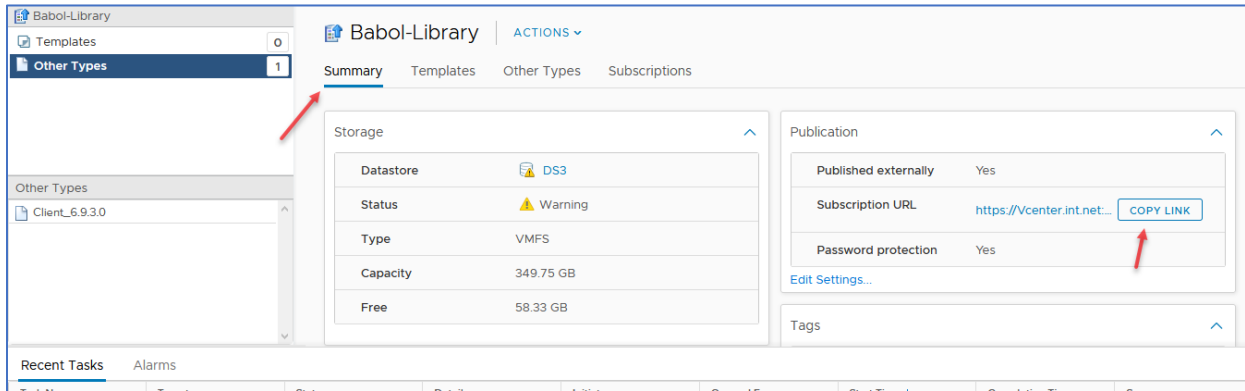 Babol-Library
Templates 0
Other Types 1
Other Types
Client_6.9.3.0
Babol-Library ACTIONS
Summary Templates Other Types Subscriptions
Storage
Datastore DS3
Status Warning
Type VMFS
Capacity 349.75 GB
Free 58.33 GB
Publication
Published externally Yes
Subscription URL https://Vcenter.int.net:... COPY LINK
Password protection Yes
Edit Settings...
Tags
Recent Tasks Alarms